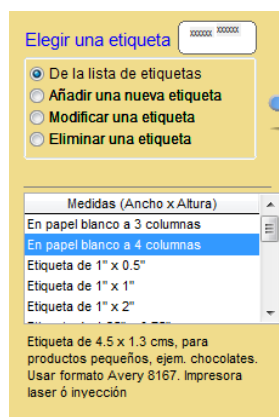 Elegir una etiqueta
xxxxxx xxxxxx
De la lista de etiquetas
Añadir una nueva etiqueta
Modificar una etiqueta
Eliminar una etiqueta
Medidas (Ancho x Altura)
En papel blanco a 3 columnas
En papel blanco a 4 columnas
Etiqueta de 1" x 0.5"
Etiqueta de 1" x 1"
Etiqueta de 1" x 2"
Etiqueta de 4.5 x 1.3 cms, para
productos pequeños, ejem. chocolates.
Usar formato Avery 8167. Impresora
laser ó inyección